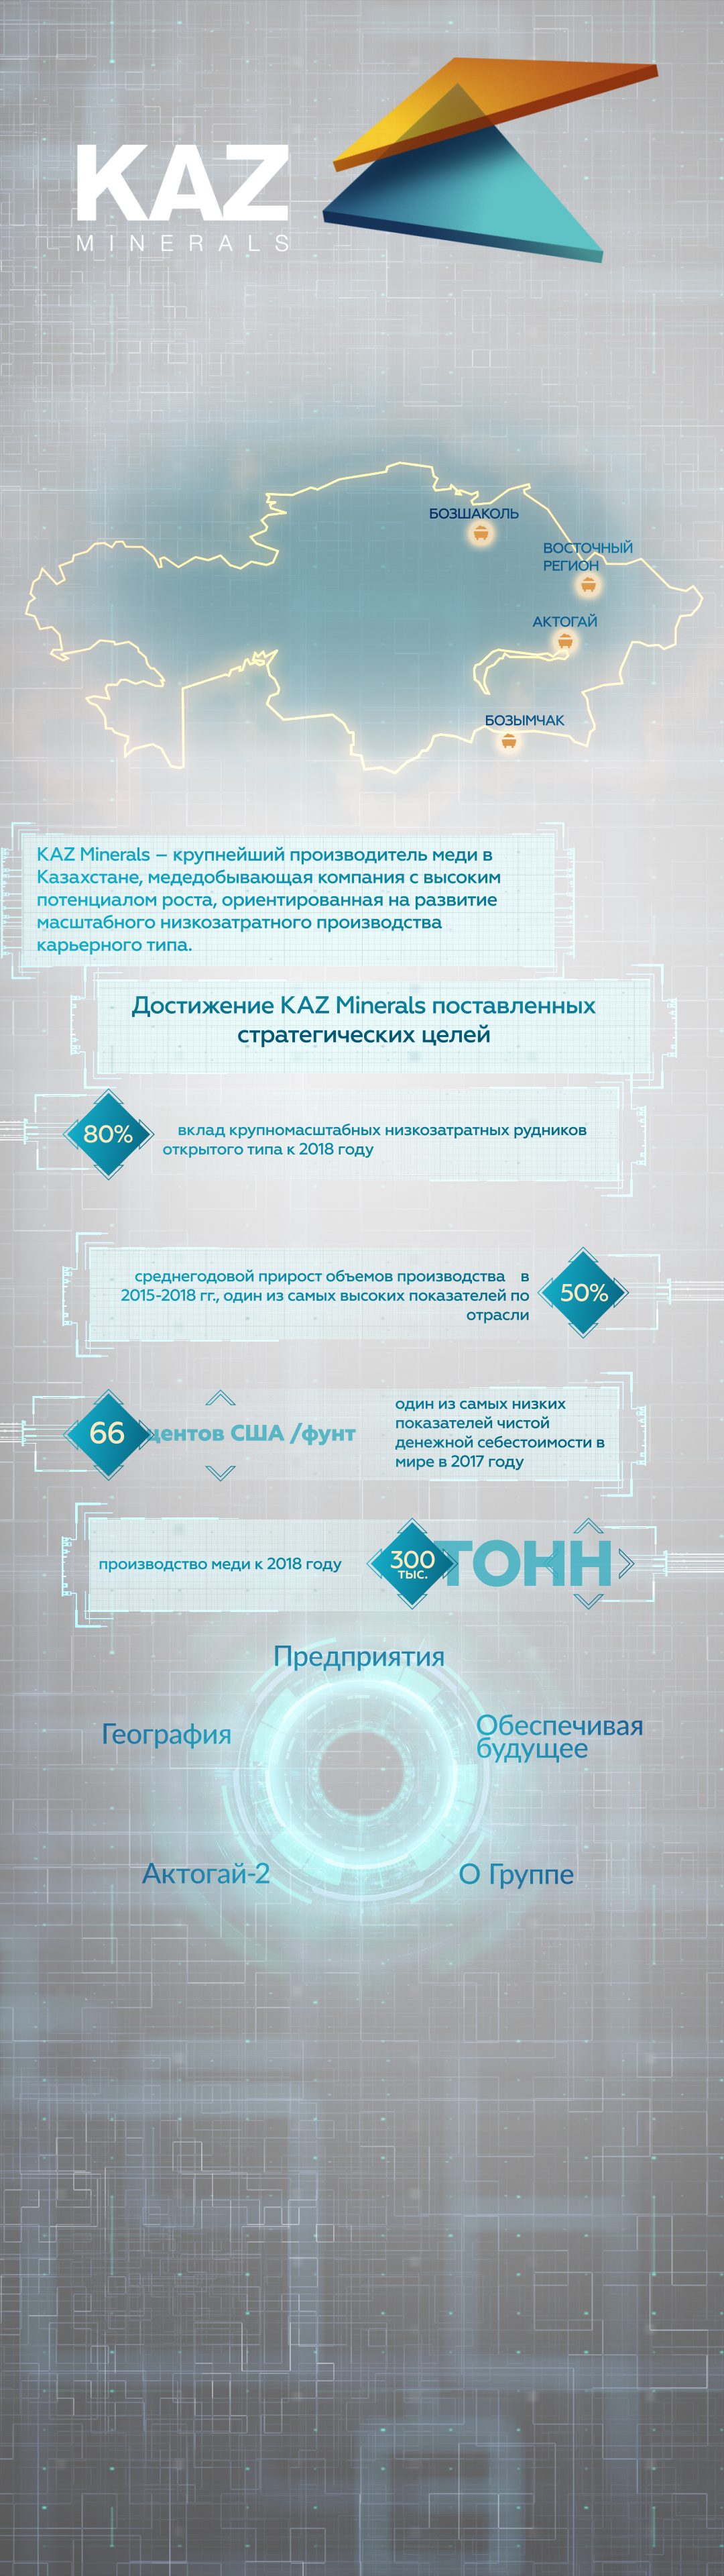 KAZ
MINERALS
БОЗШАКОЛЬ
ВОСТОЧНЫЙ
РЕГИОН
АКТОГАЙ
БОЗЫМЧАК
KAZ Minerals – крупнейший производитель меди в
Казахстане, медедобывающая компания с высоким
потенциалом роста, ориентированная на развитие
масштабного низкозатратного производства
карьерного типа.
Достижение KAZ Minerals поставленных
стратегических целей
80%
вклад крупномасштабных низкозатратных рудников
открытого типа к 2018 году
среднегодовой прирост объемов производства в
2015-2018 гг., один из самых высоких показателей по
отрасли
50%
66 центов США /фунт
один из самых низких
показателей чистой
денежной себестоимости в
мире в 2017 году
производство меди к 2018 году
300
тыс.
ТОНН
Предприятия
География
Обеспечивая
будущее
Актогай-2
О Группе